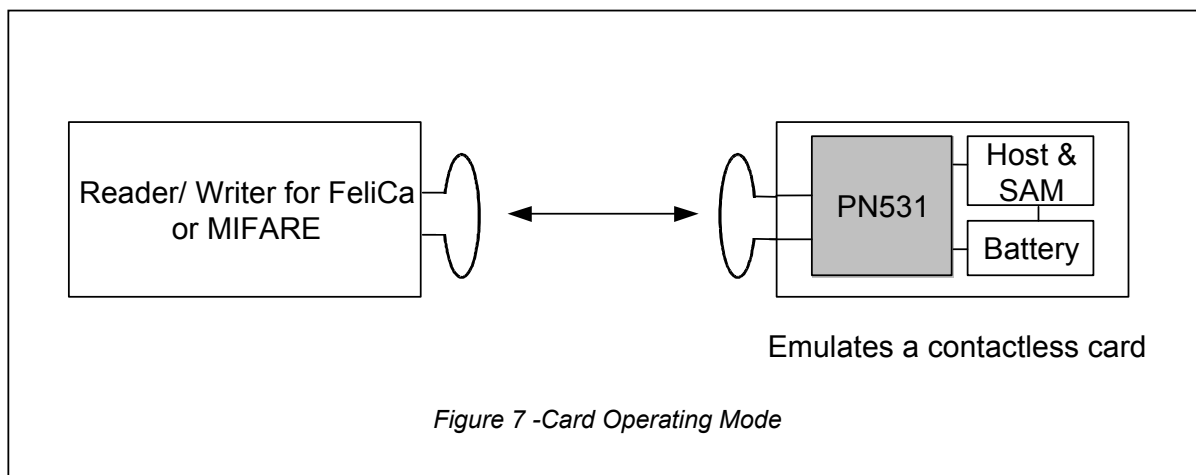 Reader/ Writer for FeliCa
or MIFARE
PN531
Host &
SAM
Battery
Emulates a contactless card
Figure 7 -Card Operating Mode